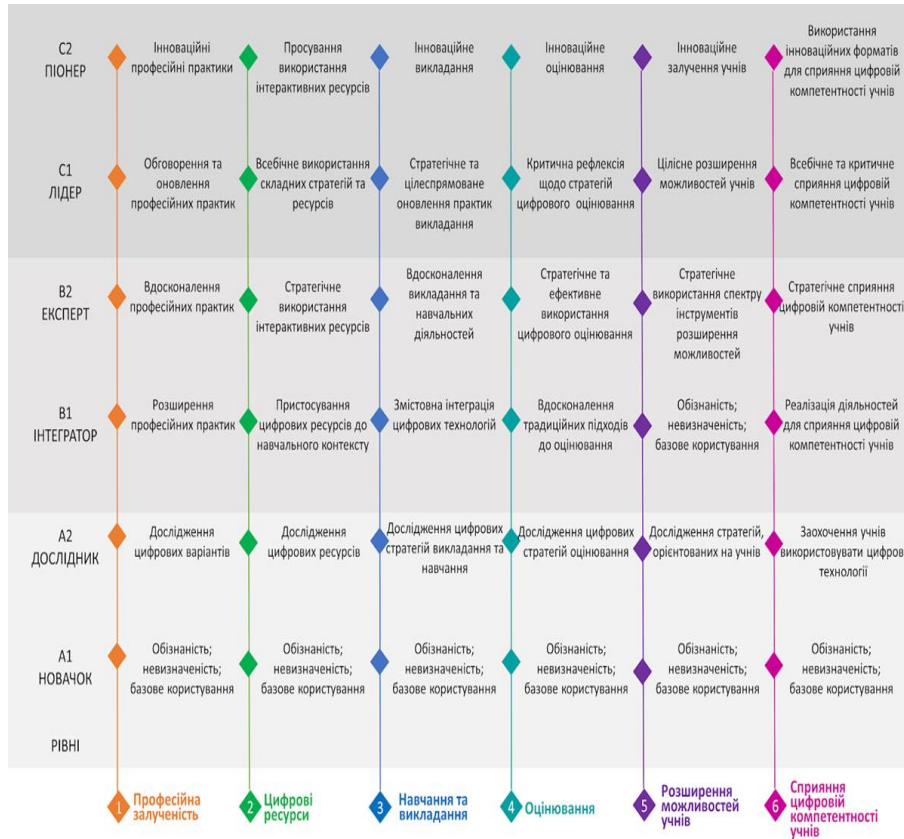 C2
ПІОНЕР
Інноваційні
професійні практики
Просування
використання
інтерактивних ресурсів
Інноваційне
викладання
Інноваційне
оцінювання
Інноваційне
залучення учнів
Використання
інноваційних форматів
для сприяння цифровій
компетентності учнів
C1
ЛІДЕР
Обговорення та
оновлення
професійних практик
Всебічне використання
складних стратегій та
ресурсів
Стратегічне та
цілеспрямоване
оновлення практик
викладання
Критична рефлексія
щодо стратегій
цифрового оцінювання
Цілісне розширення
можливостей учнів
Всебічне та критичне
сприяння цифровій
компетентності учнів
B2
ЕКСПЕРТ
Вдосконалення
професійних практик
Стратегічне
використання
інтерактивних ресурсів
Вдосконалення
викладання та
навчальних
діяльностей
Стратегічне та
ефективне
використання
цифрового оцінювання
Стратегічне
використання спектру
інструментів
розширення
можливостей
Стратегічне сприяння
цифровій компетентності
учнів
B1
ІНТЕГРАТОР
Розширення
професійних практик
Пристосування
цифрових ресурсів до
навчального контексту
Змістовна інтеграція
цифрових технологій
Вдосконалення
традиційних підходів
до оцінювання
Обізнаність;
невизначеність;
базове користування
Реалізація діяльностей
для сприяння цифровій
компетентності учнів
A2
ДОСЛІДНИК
Дослідження
цифрових варіантів
Дослідження
цифрових ресурсів
Дослідження цифрових
стратегій викладання та
навчання
Дослідження цифрових
стратегій оцінювання
Дослідження стратегій,
орієнтованих на учнів
Заохочення учнів
використовувати цифров
технології
A1
НОВАЧОК
Обізнаність;
невизначеність;
базове користування
Обізнаність;
невизначеність;
базове користування
Обізнаність;
невизначеність;
базове користування
Обізнаність;
невизначеність;
базове користування
Обізнаність;
невизначеність;
базове користування
Обізнаність;
невизначеність;
базове користування
РІВНІ
1 Професійна
залученість
2 Цифрові
ресурси
3 Навчання та
викладання
4 Оцінювання
5 Розширення
можливостей
учнів
6 Сприяння
цифровій
компетентності
учнів